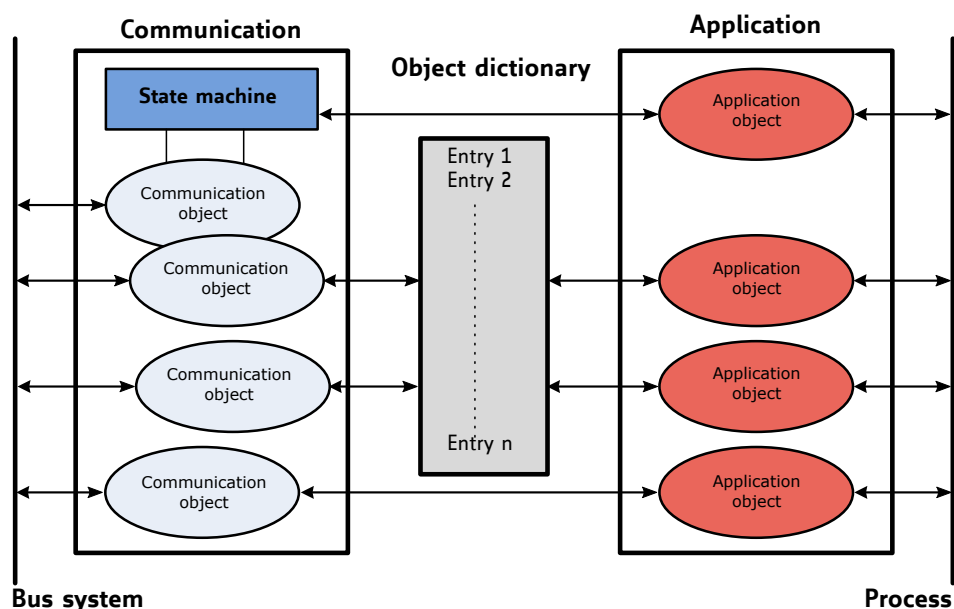 Communication
Application
Object dictionary
State machine
Application
object
Entry 1
Entry 2
Communication
object
Communication
object
Application
object
Communication
object
Application
object
Entry n
Communication
object
Application
object
Bus system
Process